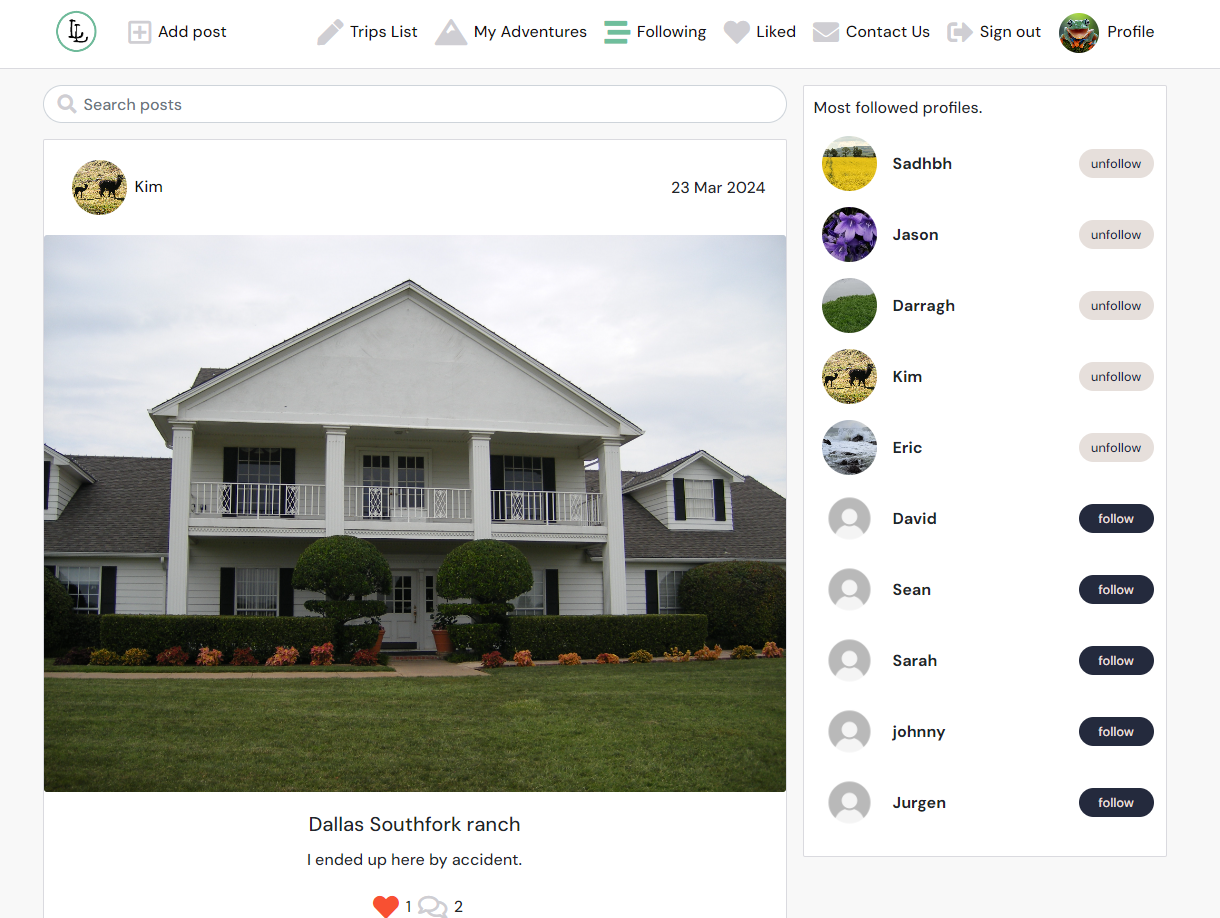 LL
Add post
Trips List
My Adventures
Following
Liked
Contact Us
Sign out
Profile
Search posts
Kim
23 Mar 2024
Dallas Southfork ranch
I ended up here by accident.
1 2
Most followed profiles.
Sadhbh unfollow
Jason unfollow
Darragh unfollow
Kim unfollow
Eric unfollow
David follow
Sean follow
Sarah follow
johnny follow
Jurgen follow